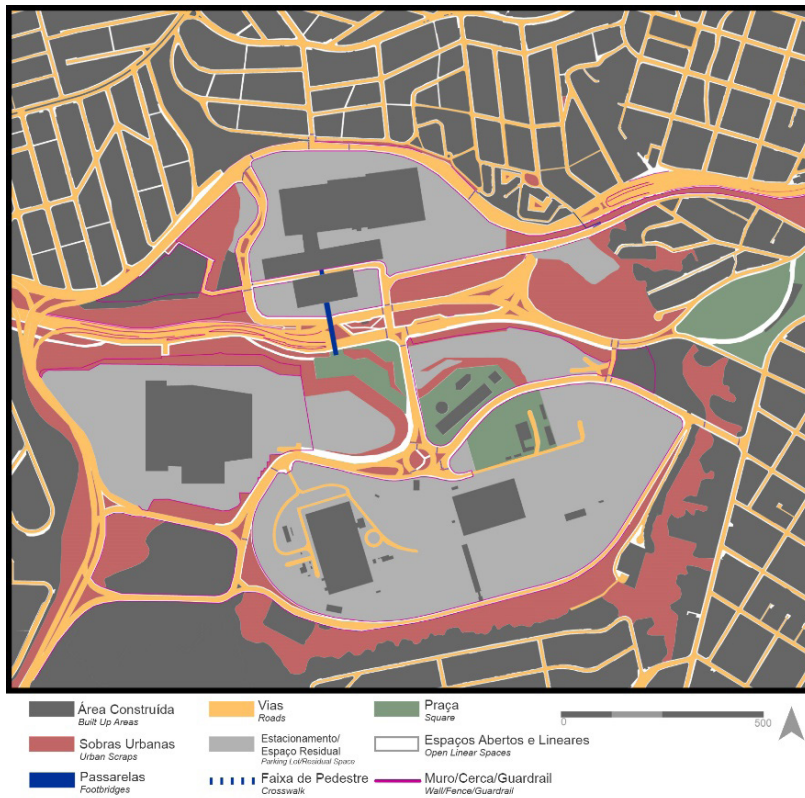 Área Construída
Built Up Areas
Vias
Roads
Praça
Square
0
500
Sobras Urbanas
Urban Scraps
Estacionamento/
Espaço Residual
Parking Lot/Residual Space
Espaços Abertos e Lineares
Open Linear Spaces
Passarelas
Footbridges
Faixa de Pedestre
Crosswalk
Muro/Cerca/Guardrail
Wall/Fence/Guardrail